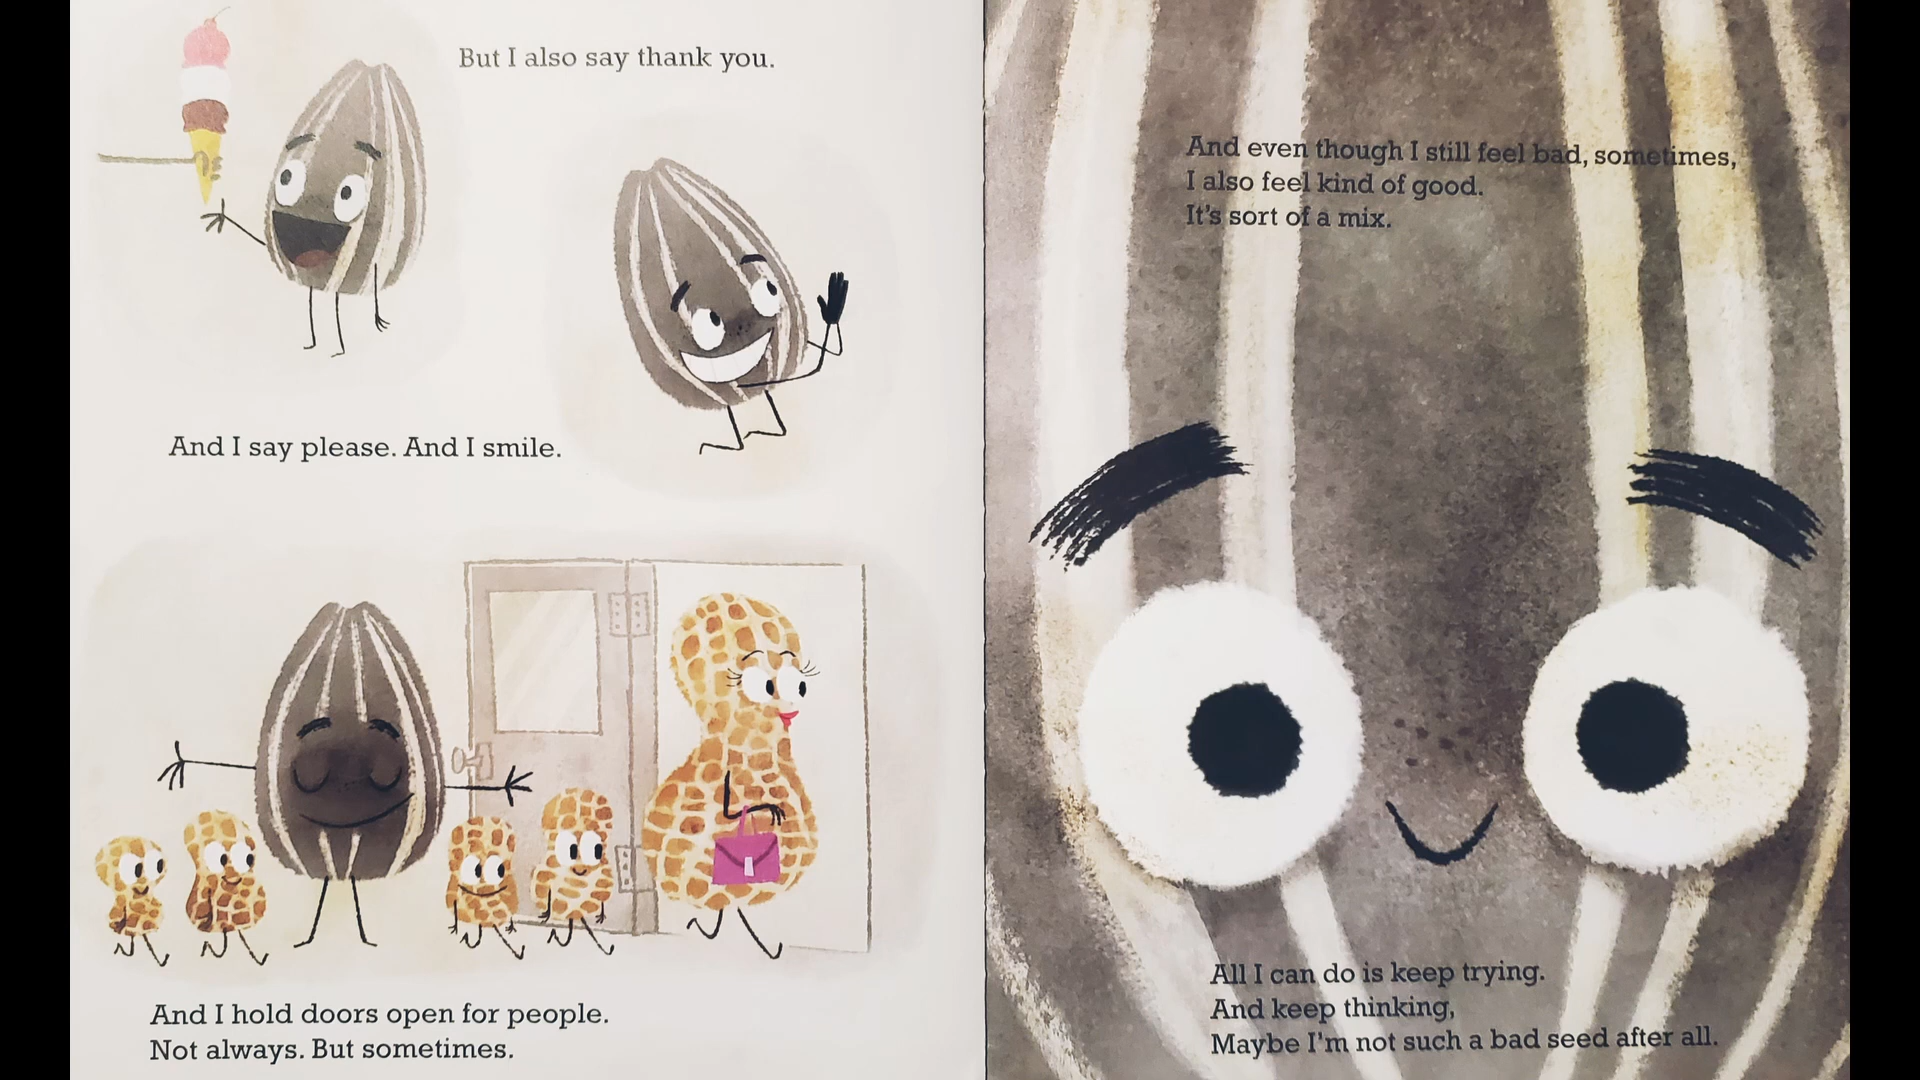 But I also say thank you.
And I say please. And I smile.
And I hold doors open for people.
Not always. But sometimes.
And even though I still feel bad, sometimes,
I also feel kind of good.
It's sort of a mix.
All I can do is keep trying.
And keep thinking,
Maybe I'm not such a bad seed after all.